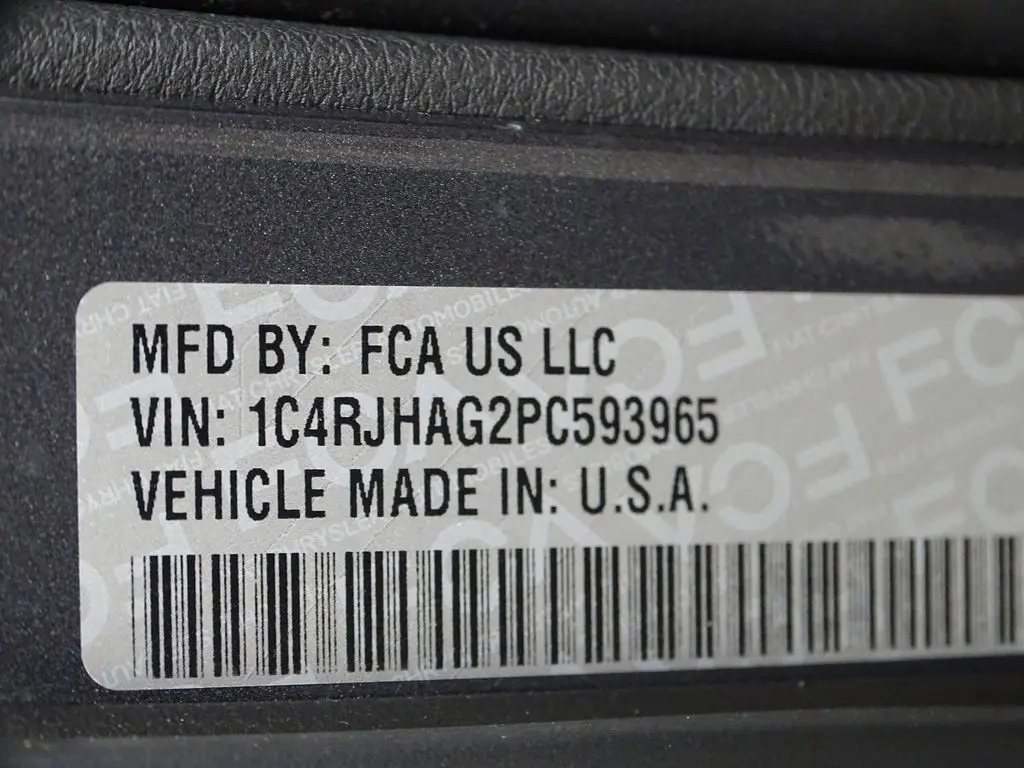 MFD BY: FCA US LLC
VIN: 1C4RJHAG2PC593965
VEHICLE MADE IN: U.S.A.